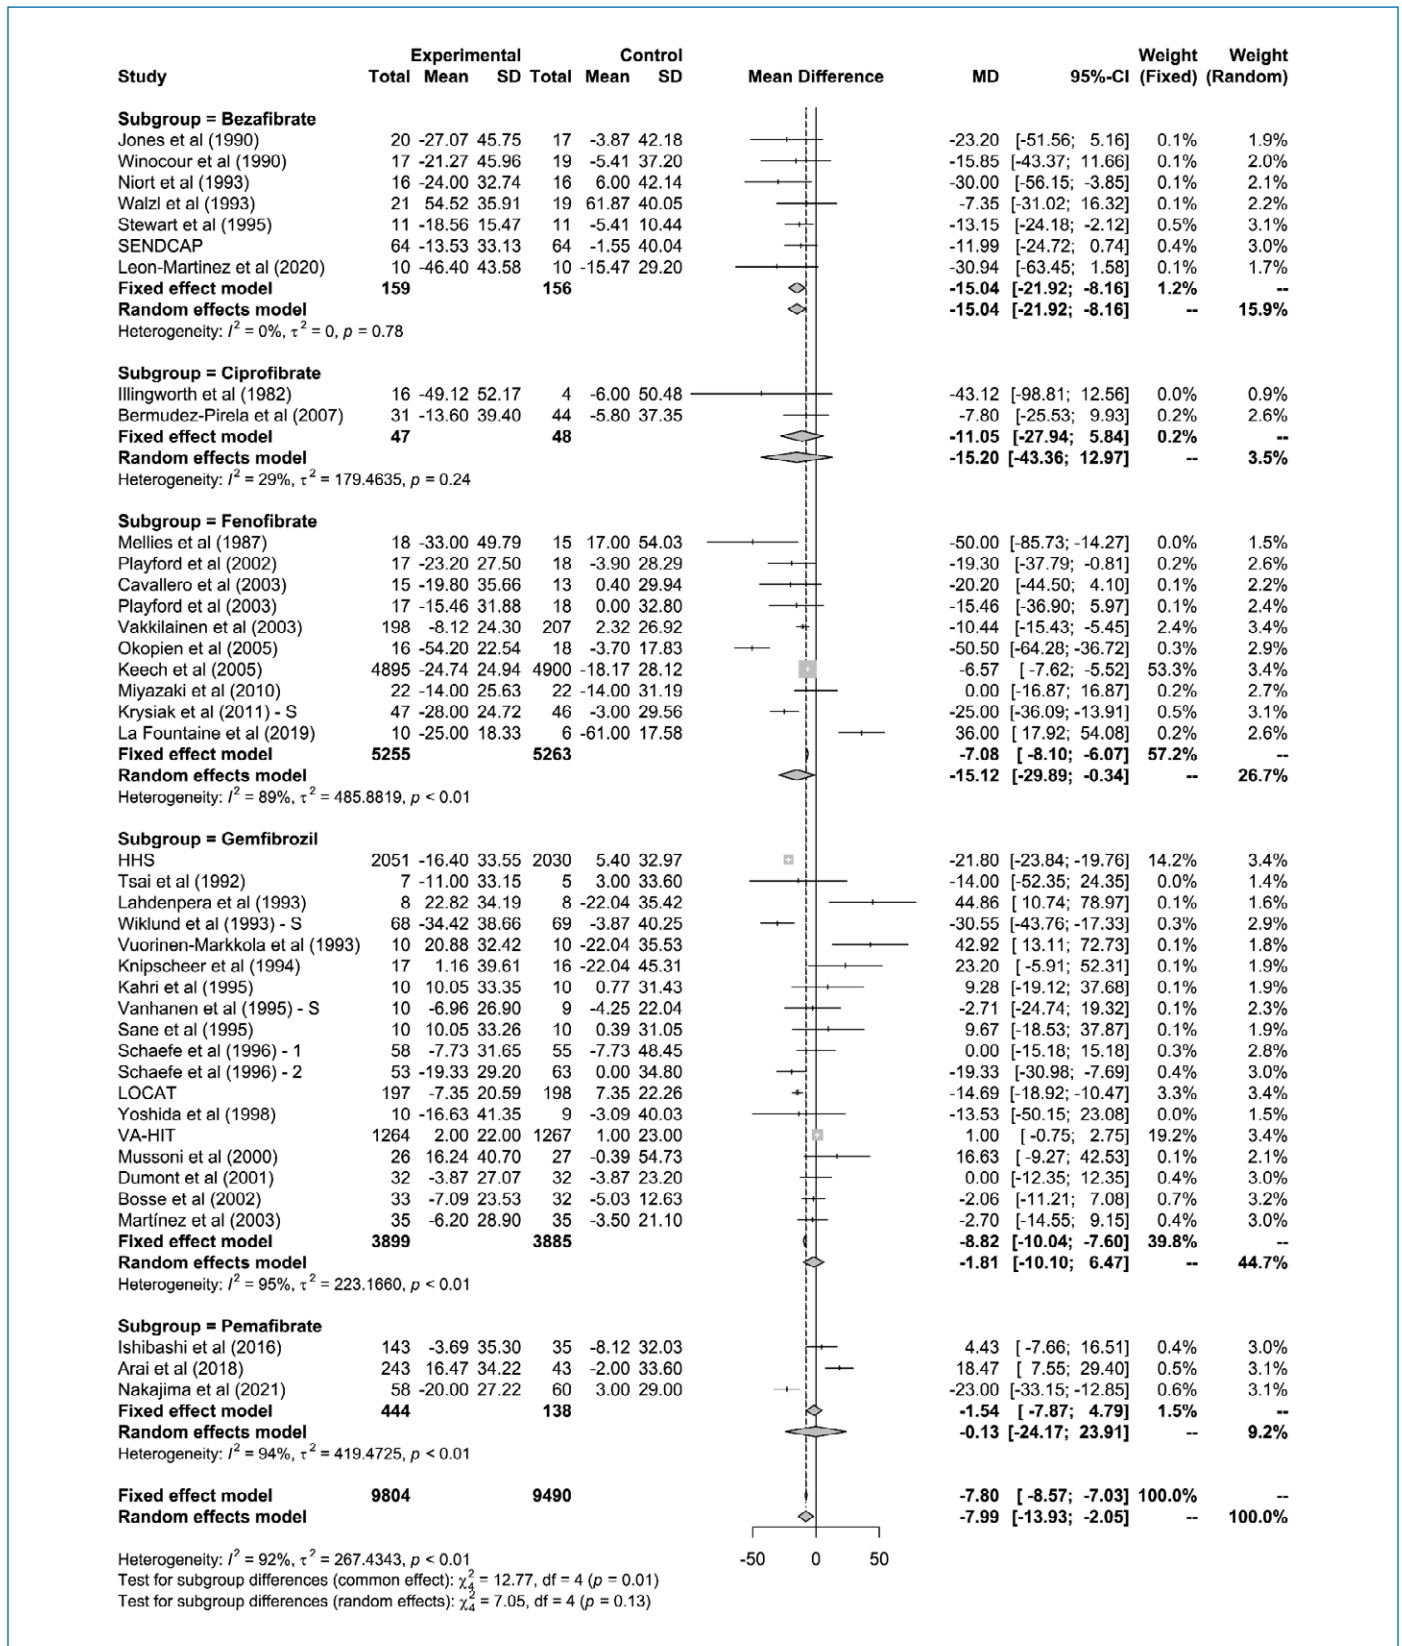 Experimental Control Weight Weight
Study Total Mean SD Total Mean SD Mean Difference MD 95%-CI (Fixed) (Random)
Subgroup = Bezafibrate
Jones et al (1990) 20 -27.07 45.75 17 -3.87 42.18 -23.20 [-51.56; 5.16] 0.1% 1.9%
Winocour et al (1990) 17 -21.27 45.96 19 -5.41 37.20 -15.85 [-43.37; 11.66] 0.1% 2.0%
Niort et al (1993) 16 -24.00 32.74 16 6.00 42.14 -30.00 [-56.15; -3.85] 0.1% 2.1%
Walzl et al (1993) 21 54.52 35.91 19 61.87 40.05 -7.35 [-31.02; 16.32] 0.1% 2.2%
Stewart et al (1995) 11 -18.56 15.47 11 -5.41 10.44 -13.15 [-24.18; -2.12] 0.5% 3.1%
SENDCAP 64 -13.53 33.13 64 -1.55 40.04 -11.99 [-24.72; 0.74] 0.4% 3.0%
Leon-Martinez et al (2020) 10 -46.40 43.58 10 -15.47 29.20 -30.94 [-63.45; 1.58] 0.1% 1.7%
Fixed effect model 159 156 -15.04 [-21.92; -8.16] 1.2% --
Random effects model -15.04 [-21.92; -8.16] -- 15.9%
Heterogeneity: I² = 0%, τ² = 0, p = 0.78
Subgroup = Ciprofibrate
Illingworth et al (1982) 16 -49.12 52.17 4 -6.00 50.48 -43.12 [-98.81; 12.56] 0.0% 0.9%
Bermudez-Pirela et al (2007) 31 -13.60 39.40 44 -5.80 37.35 -7.80 [-25.53; 9.93] 0.2% 2.6%
Fixed effect model 47 48 -11.05 [-27.94; 5.84] 0.2% --
Random effects model -15.20 [-43.36; 12.97] -- 3.5%
Heterogeneity: I² = 29%, τ² = 179.4635, p = 0.24
Subgroup = Fenofibrate
Mellies et al (1987) 18 -33.00 49.79 15 17.00 54.03 -50.00 [-85.73; -14.27] 0.0% 1.5%
Playford et al (2002) 17 -23.20 27.50 18 -3.90 28.29 -19.30 [-37.79; -0.81] 0.2% 2.6%
Cavallero et al (2003) 15 -19.80 35.66 13 0.40 29.94 -20.20 [-44.50; 4.10] 0.1% 2.2%
Playford et al (2003) 17 -15.46 31.88 18 0.00 32.80 -15.46 [-36.90; 5.97] 0.1% 2.4%
Vakkilainen et al (2003) 198 -8.12 24.30 207 2.32 26.92 -10.44 [-15.43; -5.45] 2.4% 3.4%
Okopien et al (2005) 16 -54.20 22.54 18 -3.70 17.83 -50.50 [-64.28; -36.72] 0.3% 2.9%
Keech et al (2005) 4895 -24.74 24.94 4900 -18.17 28.12 -6.57 [-7.62; -5.52] 53.3% 3.4%
Miyazaki et al (2010) 22 -14.00 25.63 22 -14.00 31.19 0.00 [-16.87; 16.87] 0.2% 2.7%
Krysiak et al (2011) - S 47 -28.00 24.72 46 -3.00 29.56 -25.00 [-36.09; -13.91] 0.5% 3.1%
La Fountaine et al (2019) 10 -25.00 18.33 6 -61.00 17.58 36.00 [ 17.92; 54.08] 0.2% 2.6%
Fixed effect model 5255 5263 -7.08 [ -8.10; -6.07] 57.2% --
Random effects model -15.12 [-29.89; -0.34] -- 26.7%
Heterogeneity: I² = 89%, τ² = 485.8819, p < 0.01
Subgroup = Gemfibrozil
HHS 2051 -16.40 33.55 2030 5.40 32.97 -21.80 [-23.84; -19.76] 14.2% 3.4%
Tsai et al (1992) 7 -11.00 33.15 5 3.00 33.60 -14.00 [-52.35; 24.35] 0.0% 1.4%
Lahdenpera et al (1993) 8 22.82 34.19 8 -22.04 35.42 44.86 [ 10.74; 78.97] 0.1% 1.6%
Wiklund et al (1993) - S 68 -34.42 38.66 69 -3.87 40.25 -30.55 [-43.76; -17.33] 0.3% 2.9%
Vuorinen-Markkola et al (1993) 10 20.88 32.42 10 -22.04 35.53 42.92 [ 13.11; 72.73] 0.1% 1.8%
Knipscheer et al (1994) 17 1.16 39.61 16 -22.04 45.31 23.20 [ -5.91; 52.31] 0.1% 1.9%
Kahri et al (1995) 10 10.05 33.35 10 0.77 31.43 9.28 [-19.12; 37.68] 0.1% 1.9%
Vanhanen et al (1995) - S 10 -6.96 26.90 9 -4.25 22.04 -2.71 [-24.74; 19.32] 0.1% 2.3%
Sane et al (1995) 10 10.05 33.26 10 0.39 31.05 9.67 [-18.53; 37.87] 0.1% 1.9%
Schaefe et al (1996) - 1 58 -7.73 31.65 55 -7.73 48.45 0.00 [-15.18; 15.18] 0.3% 2.8%
Schaefe et al (1996) - 2 53 -19.33 29.20 63 0.00 34.80 -19.33 [-30.98; -7.69] 0.4% 3.0%
LOCAT 197 -7.35 20.59 198 7.35 22.26 -14.69 [-18.92; -10.47] 3.3% 3.4%
Yoshida et al (1998) 10 -16.63 41.35 9 -3.09 40.03 -13.53 [-50.15; 23.08] 0.0% 1.5%
VA-HIT 1264 2.00 22.00 1267 1.00 23.00 1.00 [ -0.75; 2.75] 19.2% 3.4%
Mussoni et al (2000) 26 16.24 40.70 27 -0.39 54.73 16.63 [ -9.27; 42.53] 0.1% 2.1%
Dumont et al (2001) 32 -3.87 27.07 32 -3.87 23.20 0.00 [-12.35; 12.35] 0.4% 3.0%
Bosse et al (2002) 33 -7.09 23.53 32 -5.03 12.63 -2.06 [-11.21; 7.08] 0.7% 3.2%
Martínez et al (2003) 35 -6.20 28.90 35 -3.50 21.10 -2.70 [-14.55; 9.15] 0.4% 3.0%
Fixed effect model 3899 3885 -8.82 [-10.04; -7.60] 39.8% --
Random effects model -1.81 [-10.10; 6.47] -- 44.7%
Heterogeneity: I² = 95%, τ² = 223.1660, p < 0.01
Subgroup = Pemafibrate
Ishibashi et al (2016) 143 -3.69 35.30 35 -8.12 32.03 4.43 [ -7.66; 16.51] 0.4% 3.0%
Arai et al (2018) 243 16.47 34.22 43 -2.00 33.60 18.47 [ 7.55; 29.40] 0.5% 3.1%
Nakajima et al (2021) 58 -20.00 27.22 60 3.00 29.00 -23.00 [-33.15; -12.85] 0.6% 3.1%
Fixed effect model 444 138 -1.54 [ -7.87; 4.79] 1.5% --
Random effects model -0.13 [-24.17; 23.91] -- 9.2%
Heterogeneity: I² = 94%, τ² = 419.4725, p < 0.01
Fixed effect model 9804 9490 -7.80 [ -8.57; -7.03] 100.0% --
Random effects model -7.99 [-13.93; -2.05] -- 100.0%
-50 0 50
Heterogeneity: I² = 92%, τ² = 267.4343, p < 0.01
Test for subgroup differences (common effect): χ²₄ = 12.77, df = 4 (p = 0.01)
Test for subgroup differences (random effects): χ²₄ = 7.05, df = 4 (p = 0.13)